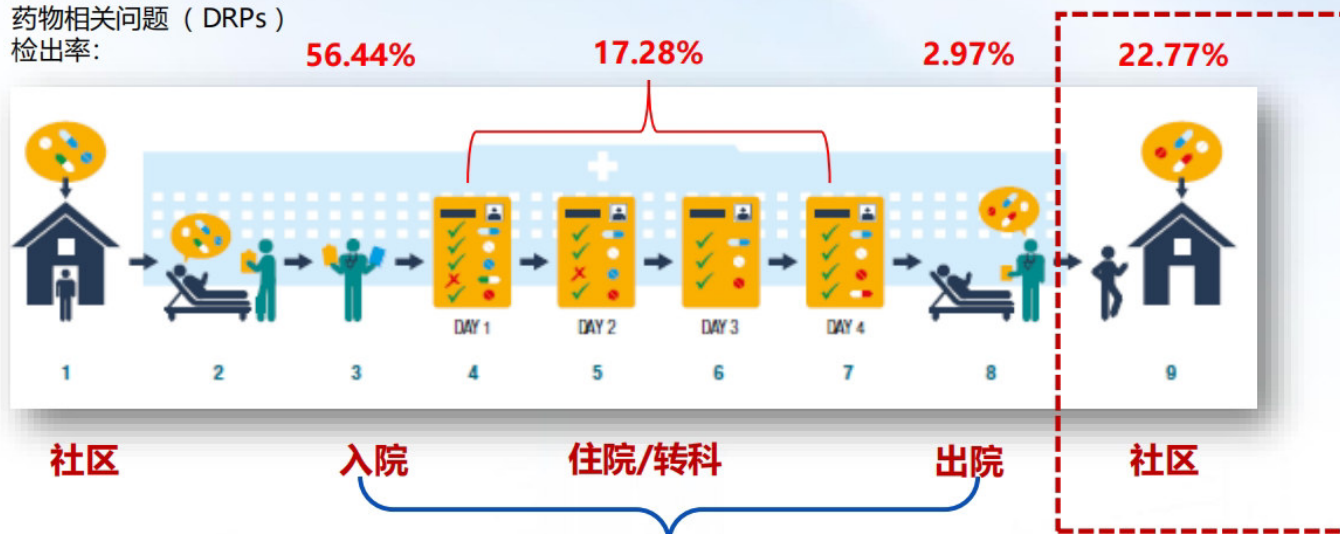 药物相关问题（DRPs）
检出率：
56.44% 17.28% 2.97% 22.77%
DAY 1 DAY 2 DAY 3 DAY 4
1 2 3 4 5 6 7 8 9
社区 入院 住院/转科 出院 社区